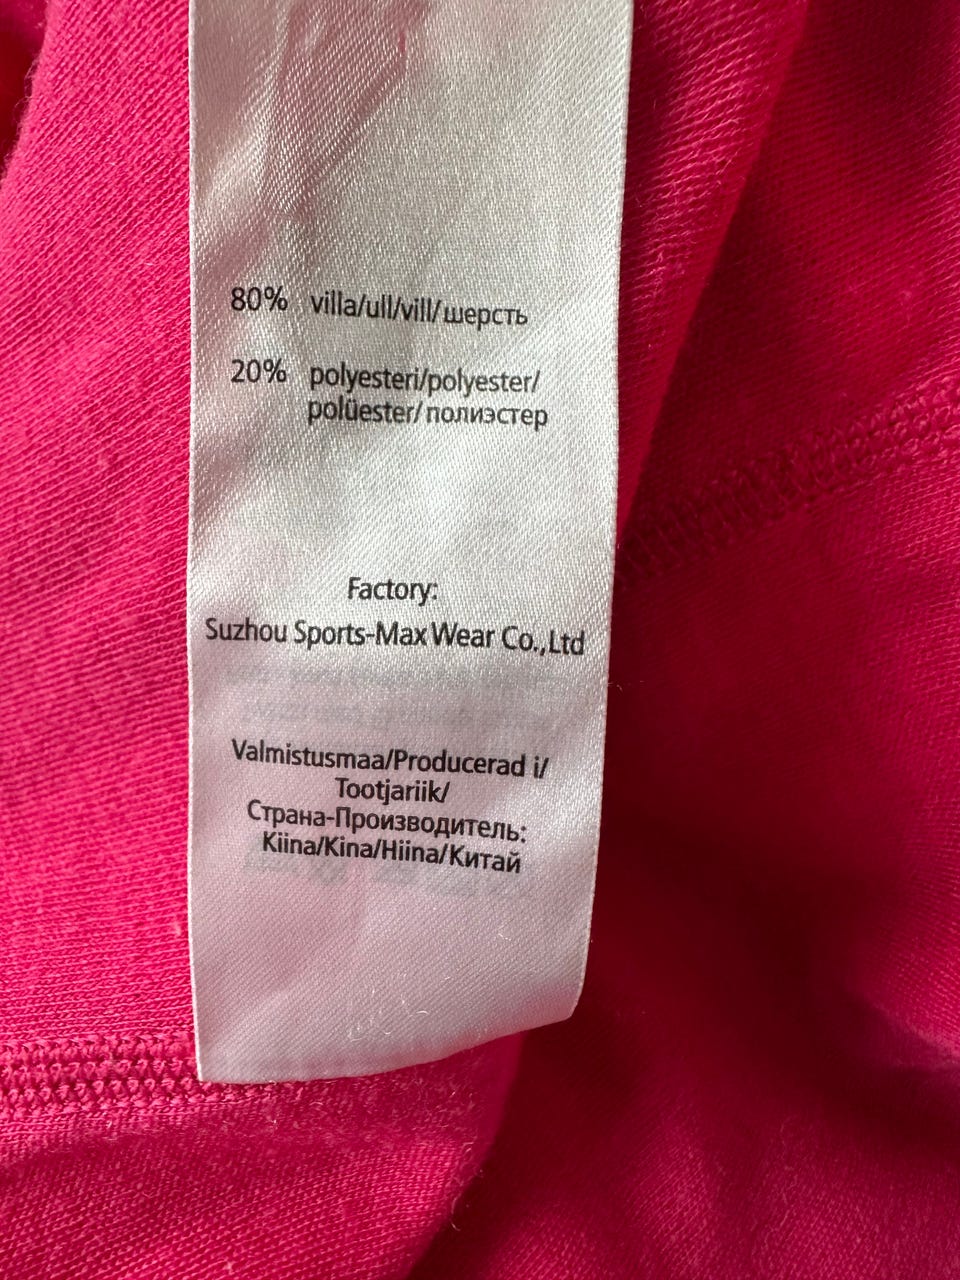 80% villa/ull/vill/шерсть
20% polyesteri/polyester/
polüester/полиэстер
Factory:
Suzhou Sports-Max Wear Co.,Ltd
Valmistusmaa/Producerad i/
Tootjariik/
Страна-Производитель:
Kiina/Kina/Hiina/Китай